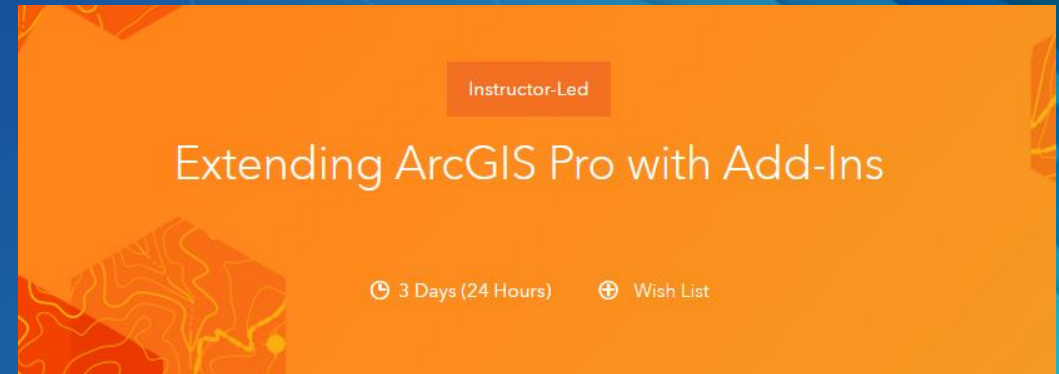 Instructor-Led
Extending ArcGIS Pro with Add-Ins
3 Days (24 Hours) Wish List